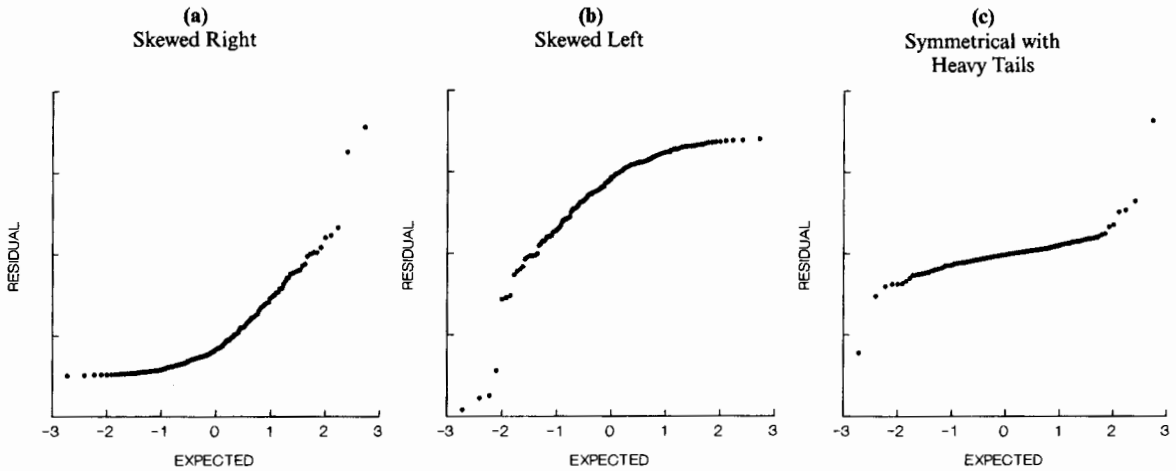 (a)
Skewed Right
RESIDUAL
-3 -2 -1 0 1 2 3
EXPECTED
(b)
Skewed Left
RESIDUAL
-3 -2 -1 0 1 2 3
EXPECTED
(c)
Symmetrical with
Heavy Tails
RESIDUAL
-3 -2 -1 0 1 2 3
EXPECTED